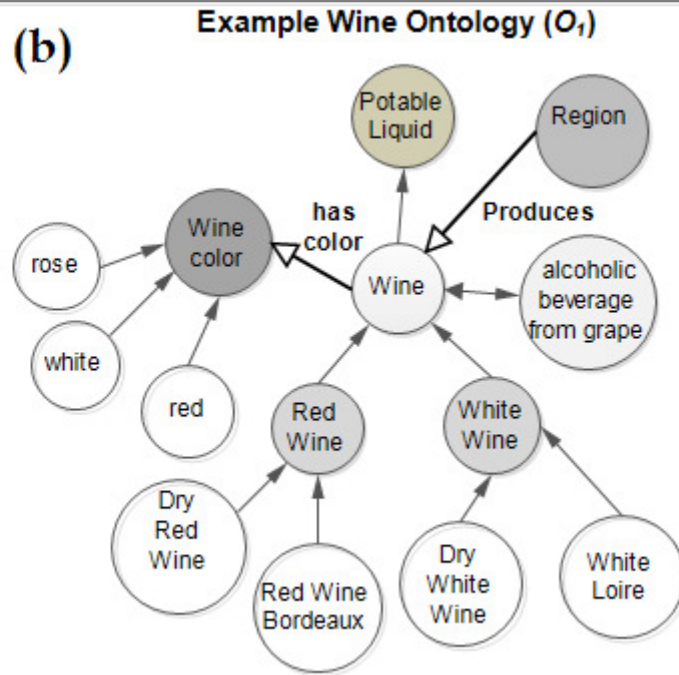 Example Wine Ontology (O₁)
(b)
Potable
Liquid
Region
has
color
Produces
Wine
color
rose
white
red
Wine
alcoholic
beverage
from grape
Red
Wine
White
Wine
Dry
Red
Wine
Red Wine
Bordeaux
Dry
White
Wine
White
Loire